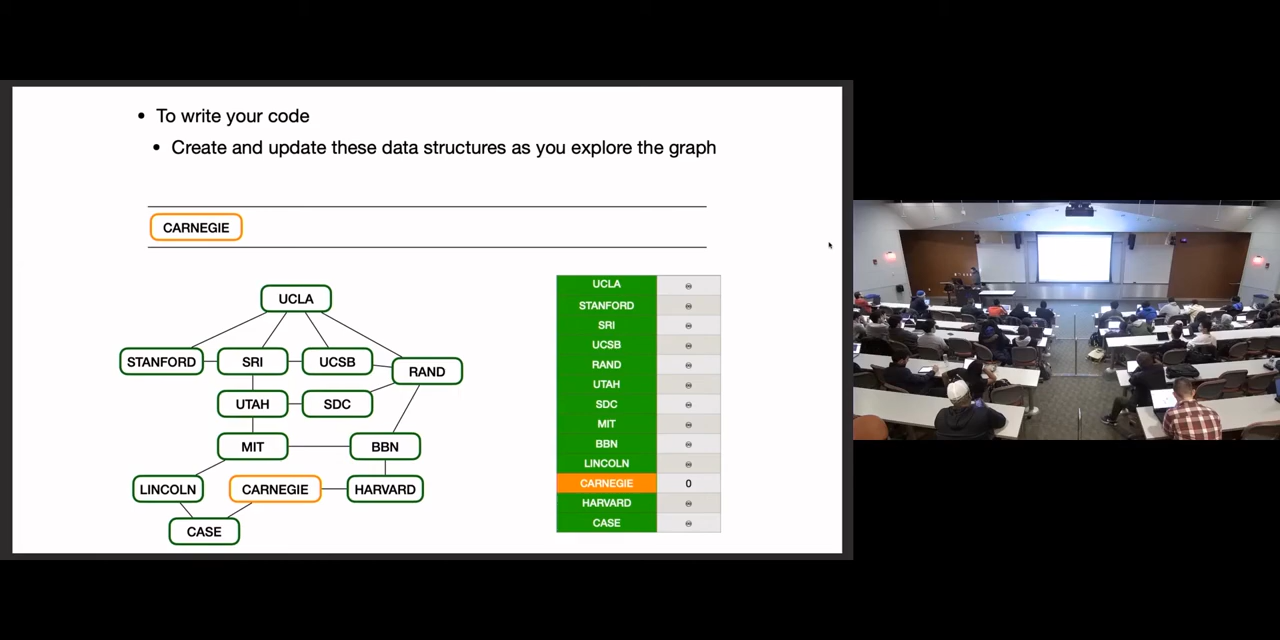 To write your code
Create and update these data structures as you explore the graph
CARNEGIE
UCLA
STANFORD
SRI
UCSB
RAND
UTAH
SDC
MIT
BBN
LINCOLN
CARNEGIE
HARVARD
CASE
UCLA ∞
STANFORD ∞
SRI ∞
UCSB ∞
RAND ∞
UTAH ∞
SDC ∞
MIT ∞
BBN ∞
LINCOLN ∞
CARNEGIE 0
HARVARD ∞
CASE ∞